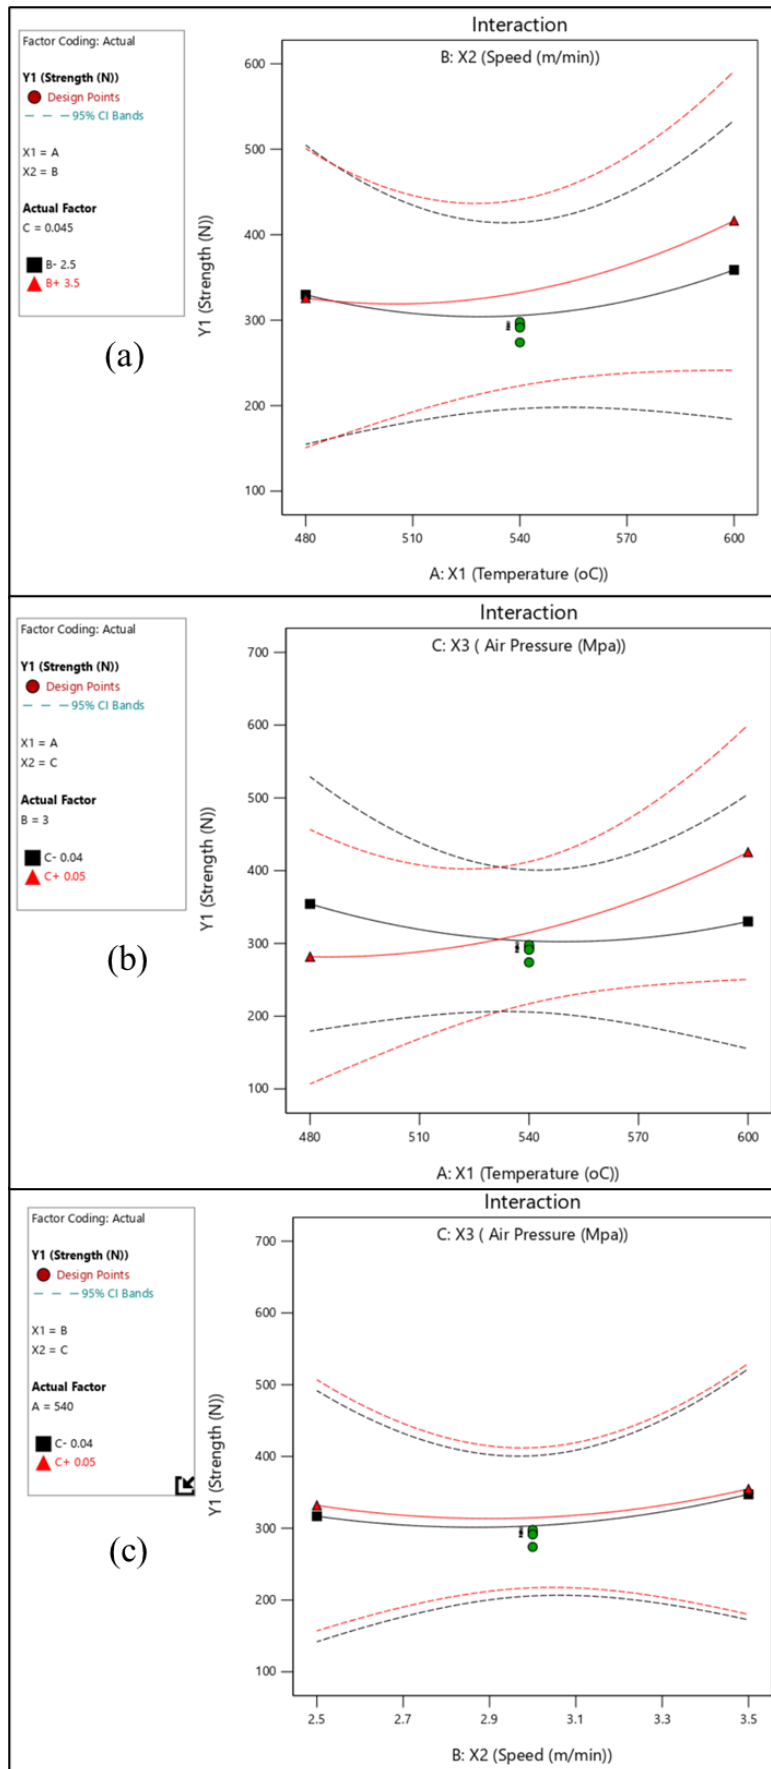 Interaction
Factor Coding: Actual
Y1 (Strength (N))
Design Points
95% CI Bands
X1 = A
X2 = B
Actual Factor
C = 0.045
B- 2.5
B+ 3.5
(a)
B: X2 (Speed (m/min))
Y1 (Strength (N))
600
500
400
300
200
100
480 510 540 570 600
A: X1 (Temperature (oC))
Interaction
Factor Coding: Actual
Y1 (Strength (N))
Design Points
95% CI Bands
X1 = A
X2 = C
Actual Factor
B = 3
C- 0.04
C+ 0.05
(b)
C: X3 ( Air Pressure (Mpa))
Y1 (Strength (N))
700
600
500
400
300
200
100
480 510 540 570 600
A: X1 (Temperature (oC))
Interaction
Factor Coding: Actual
Y1 (Strength (N))
Design Points
95% CI Bands
X1 = B
X2 = C
Actual Factor
A = 540
C- 0.04
C+ 0.05
(c)
C: X3 ( Air Pressure (Mpa))
Y1 (Strength (N))
700
600
500
400
300
200
100
2.5 2.7 2.9 3.1 3.3 3.5
B: X2 (Speed (m/min))